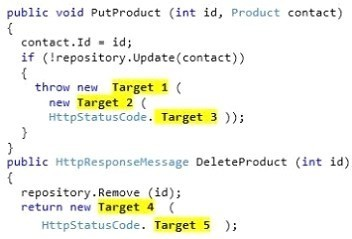 public void PutProduct (int id, Product contact)
{
contact.Id = id;
if (!repository.Update(contact))
{
throw new Target 1 (
new Target 2 (
HttpStatusCode. Target 3 ));
}
}
public HttpResponseMessage DeleteProduct (int id)
{
repository.Remove (id);
return new Target 4 (
HttpStatusCode. Target 5 );